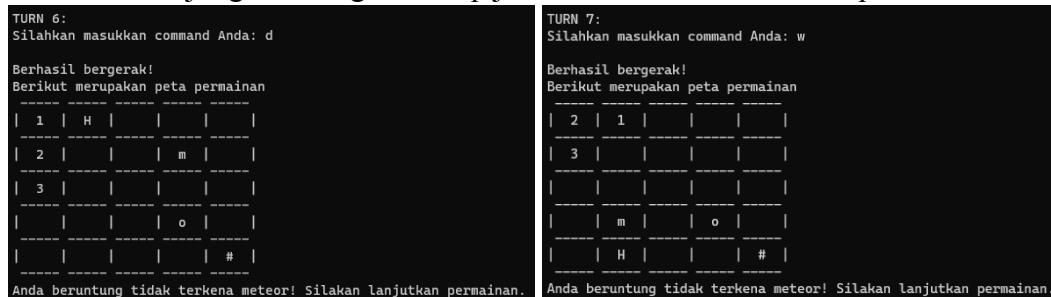 TURN 6:
Silahkan masukkan command Anda: d
Berhasil bergerak!
Berikut merupakan peta permainan
----- ----- ----- ----- -----
| 1 | H | | | |
----- ----- ----- ----- -----
| 2 | | | m | |
----- ----- ----- ----- -----
| 3 | | | | |
----- ----- ----- ----- -----
| | | | o | |
----- ----- ----- ----- -----
| | | | | # |
----- ----- ----- ----- -----
Anda beruntung tidak terkena meteor! Silakan lanjutkan permainan.
TURN 7:
Silahkan masukkan command Anda: w
Berhasil bergerak!
Berikut merupakan peta permainan
----- ----- ----- ----- -----
| 2 | 1 | | | |
----- ----- ----- ----- -----
| 3 | | | | |
----- ----- ----- ----- -----
| | | | | |
----- ----- ----- ----- -----
| | m | | o | |
----- ----- ----- ----- -----
| | H | | | # |
----- ----- ----- ----- -----
Anda beruntung tidak terkena meteor! Silakan lanjutkan permainan.